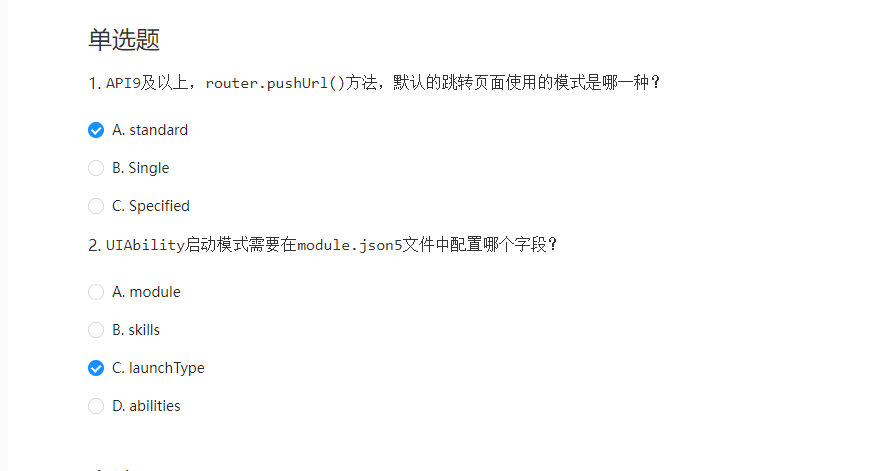 单选题
1. API9及以上，router.pushUrl()方法，默认的跳转页面使用的模式是哪一种？
A. standard
B. Single
C. Specified
2. UIAbility启动模式需要在module.json5文件中配置哪个字段？
A. module
B. skills
C. launchType
D. abilities